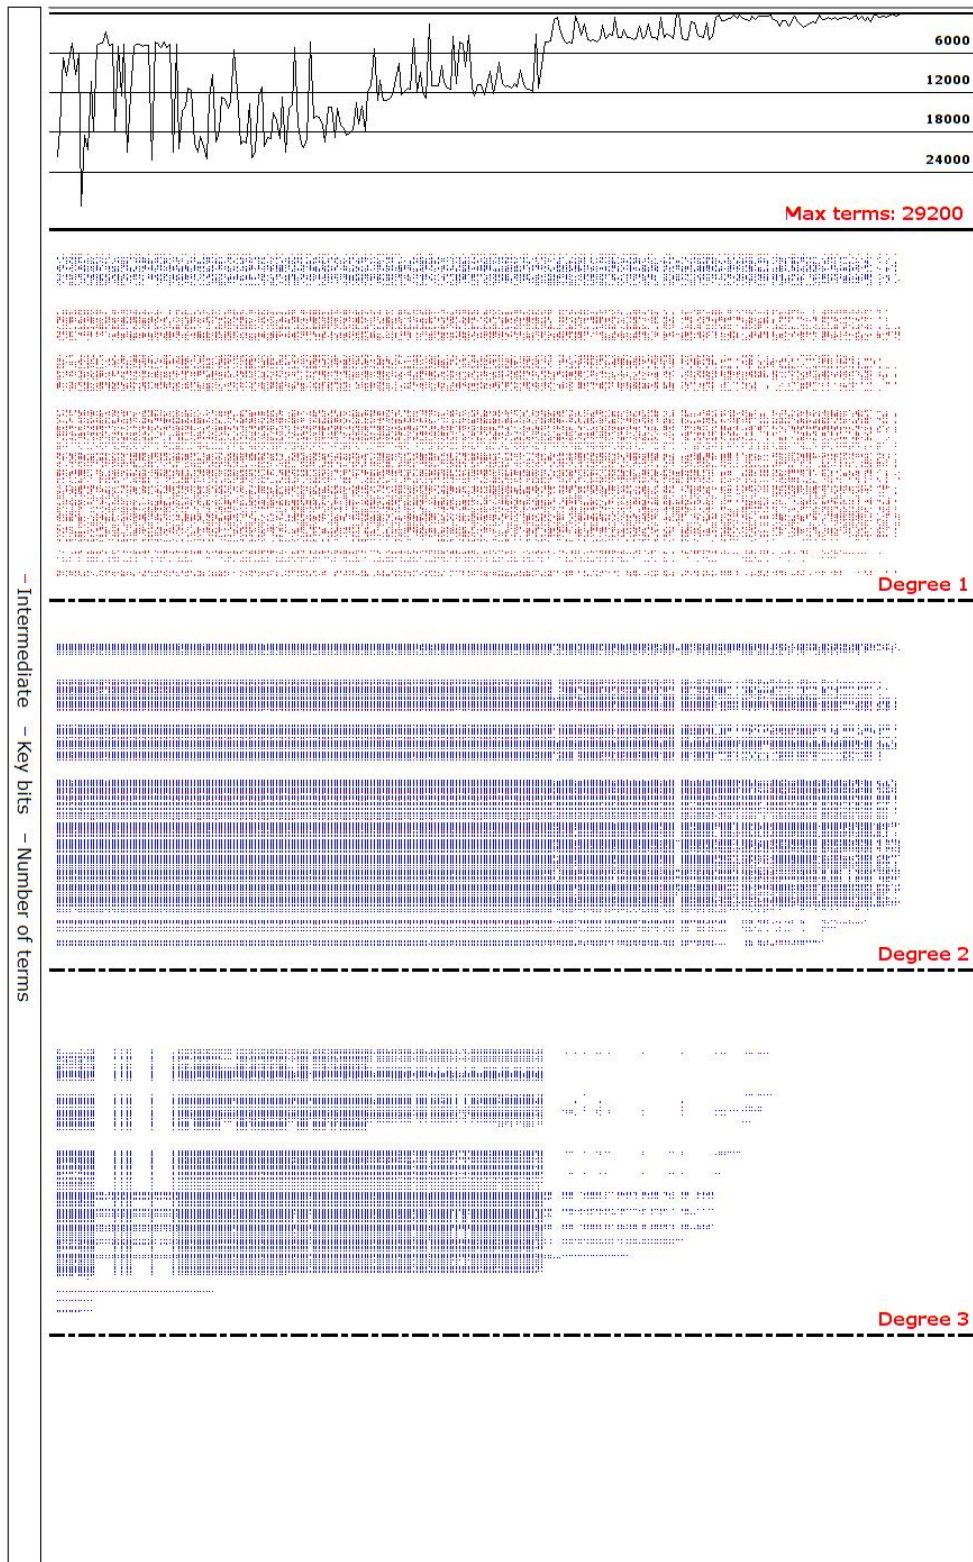 6000
12000
18000
24000
Max terms: 29200
Degree 1
Degree 2
Degree 3
– Intermediate – Key bits – Number of terms